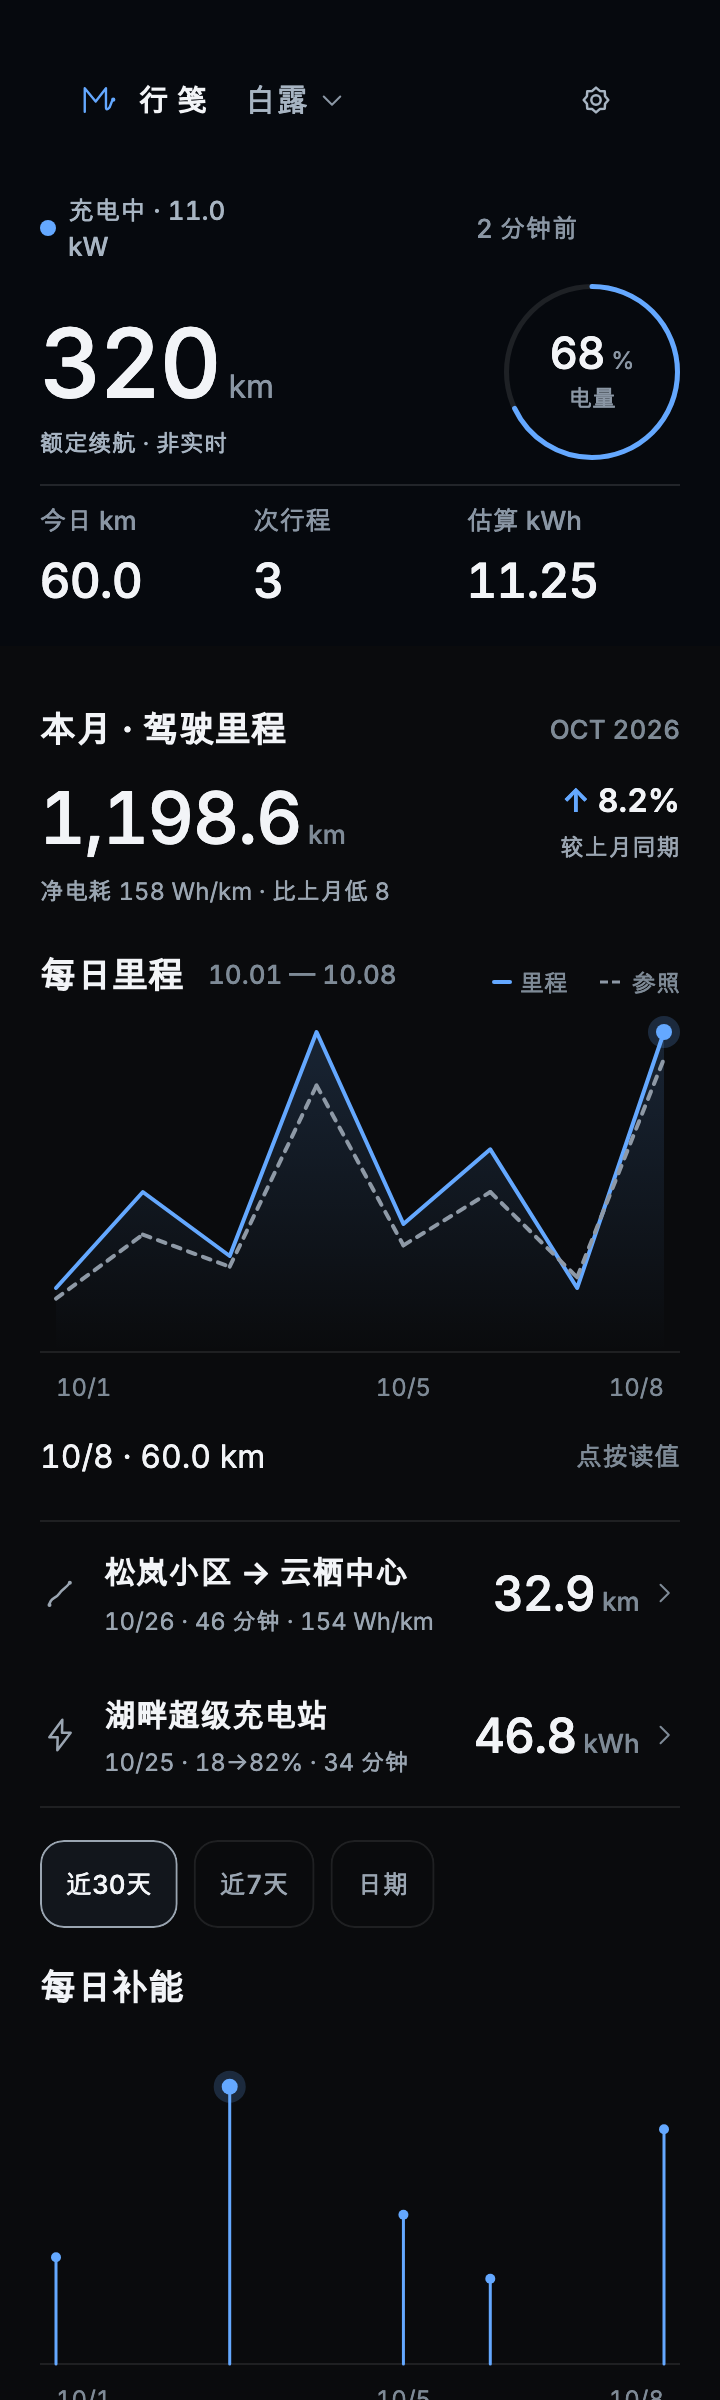 行笺 白露
充电中 · 11.0
kW
2 分钟前
320 km
68 %
电量
额定续航 · 非实时
今日 km 次行程 估算 kWh
60.0 3 11.25
本月 · 驾驶里程 OCT 2026
1,198.6 km
↑ 8.2%
较上月同期
净电耗 158 Wh/km · 比上月低 8
每日里程 10.01 — 10.08 里程 参照
10/1 10/5 10/8
10/8 · 60.0 km 点按读值
松岚小区 → 云栖中心
10/26 · 46 分钟 · 154 Wh/km
32.9 km
湖畔超级充电站
10/25 · 18→82% · 34 分钟
46.8 kWh
近30天 近7天 日期
每日补能
10/1 10/5 10/8